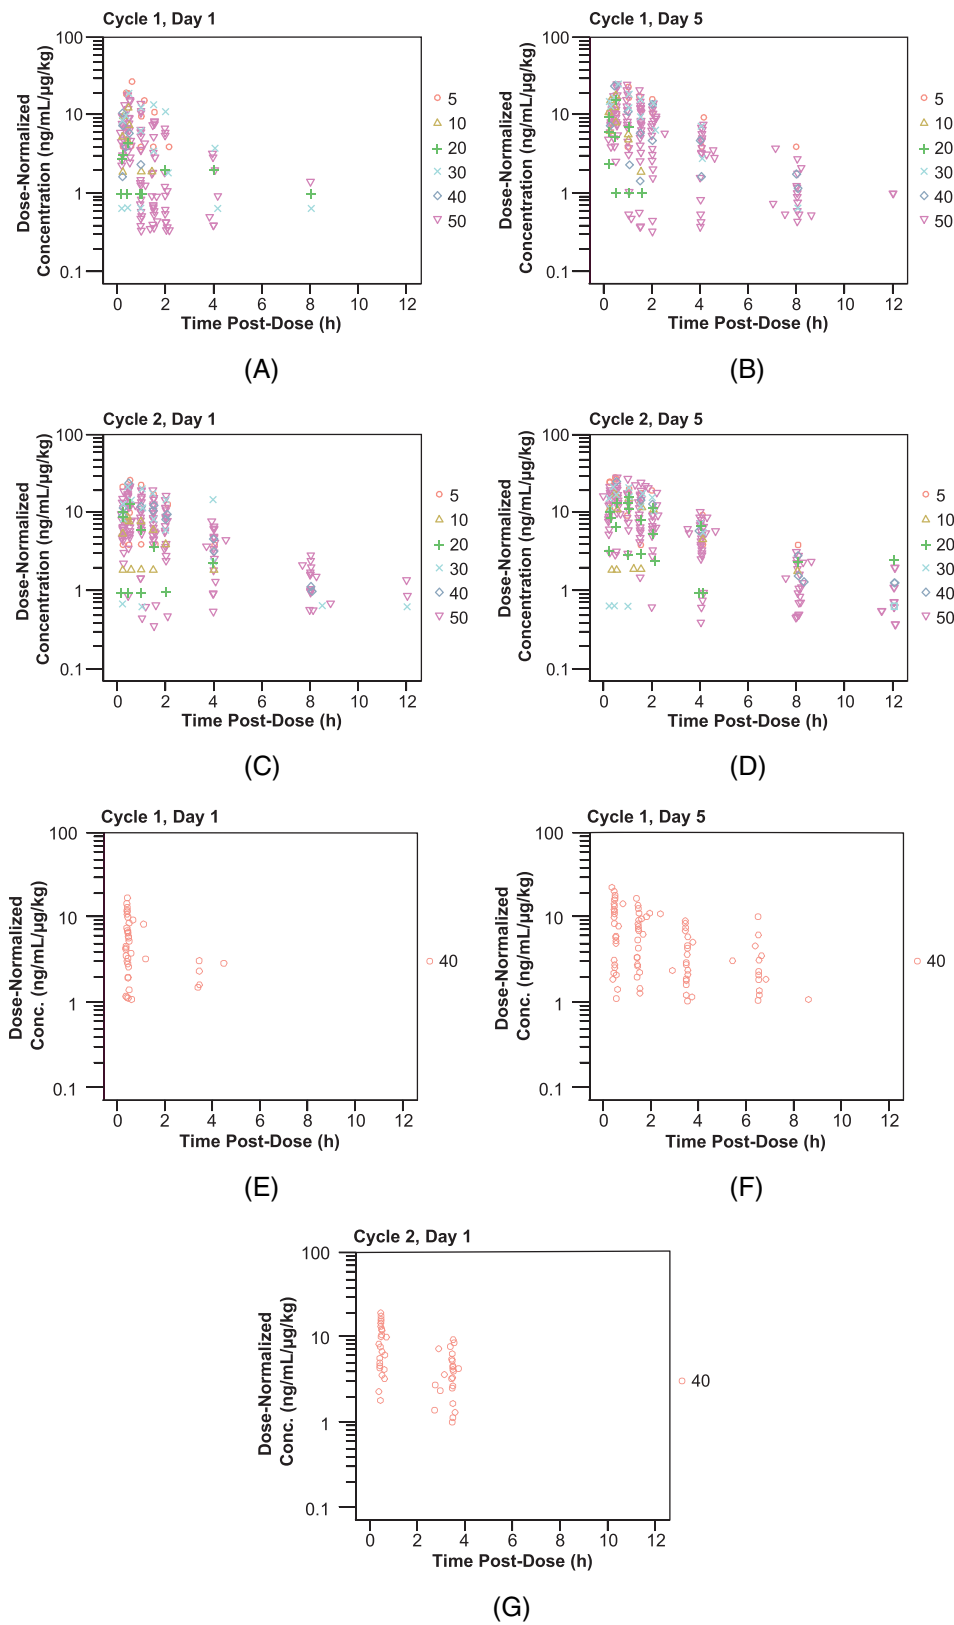 Cycle 1, Day 1
Dose-Normalized
Concentration (ng/mL/µg/kg)
100
10
1
0.1
0 2 4 6 8 10 12
Time Post-Dose (h)
5
10
20
30
40
50
(A)
Cycle 1, Day 5
Dose-Normalized
Concentration (ng/mL/µg/kg)
100
10
1
0.1
0 2 4 6 8 10 12
Time Post-Dose (h)
5
10
20
30
40
50
(B)
Cycle 2, Day 1
Dose-Normalized
Concentration (ng/mL/µg/kg)
100
10
1
0.1
0 2 4 6 8 10 12
Time Post-Dose (h)
5
10
20
30
40
50
(C)
Cycle 2, Day 5
Dose-Normalized
Concentration (ng/mL/µg/kg)
100
10
1
0.1
0 2 4 6 8 10 12
Time Post-Dose (h)
5
10
20
30
40
50
(D)
Cycle 1, Day 1
Dose-Normalized
Conc. (ng/mL/µg/kg)
100
10
1
0.1
0 2 4 6 8 10 12
Time Post-Dose (h)
40
(E)
Cycle 1, Day 5
Dose-Normalized
Conc. (ng/mL/µg/kg)
100
10
1
0.1
0 2 4 6 8 10 12
Time Post-Dose (h)
40
(F)
Cycle 2, Day 1
Dose-Normalized
Conc. (ng/mL/µg/kg)
100
10
1
0.1
0 2 4 6 8 10 12
Time Post-Dose (h)
40
(G)